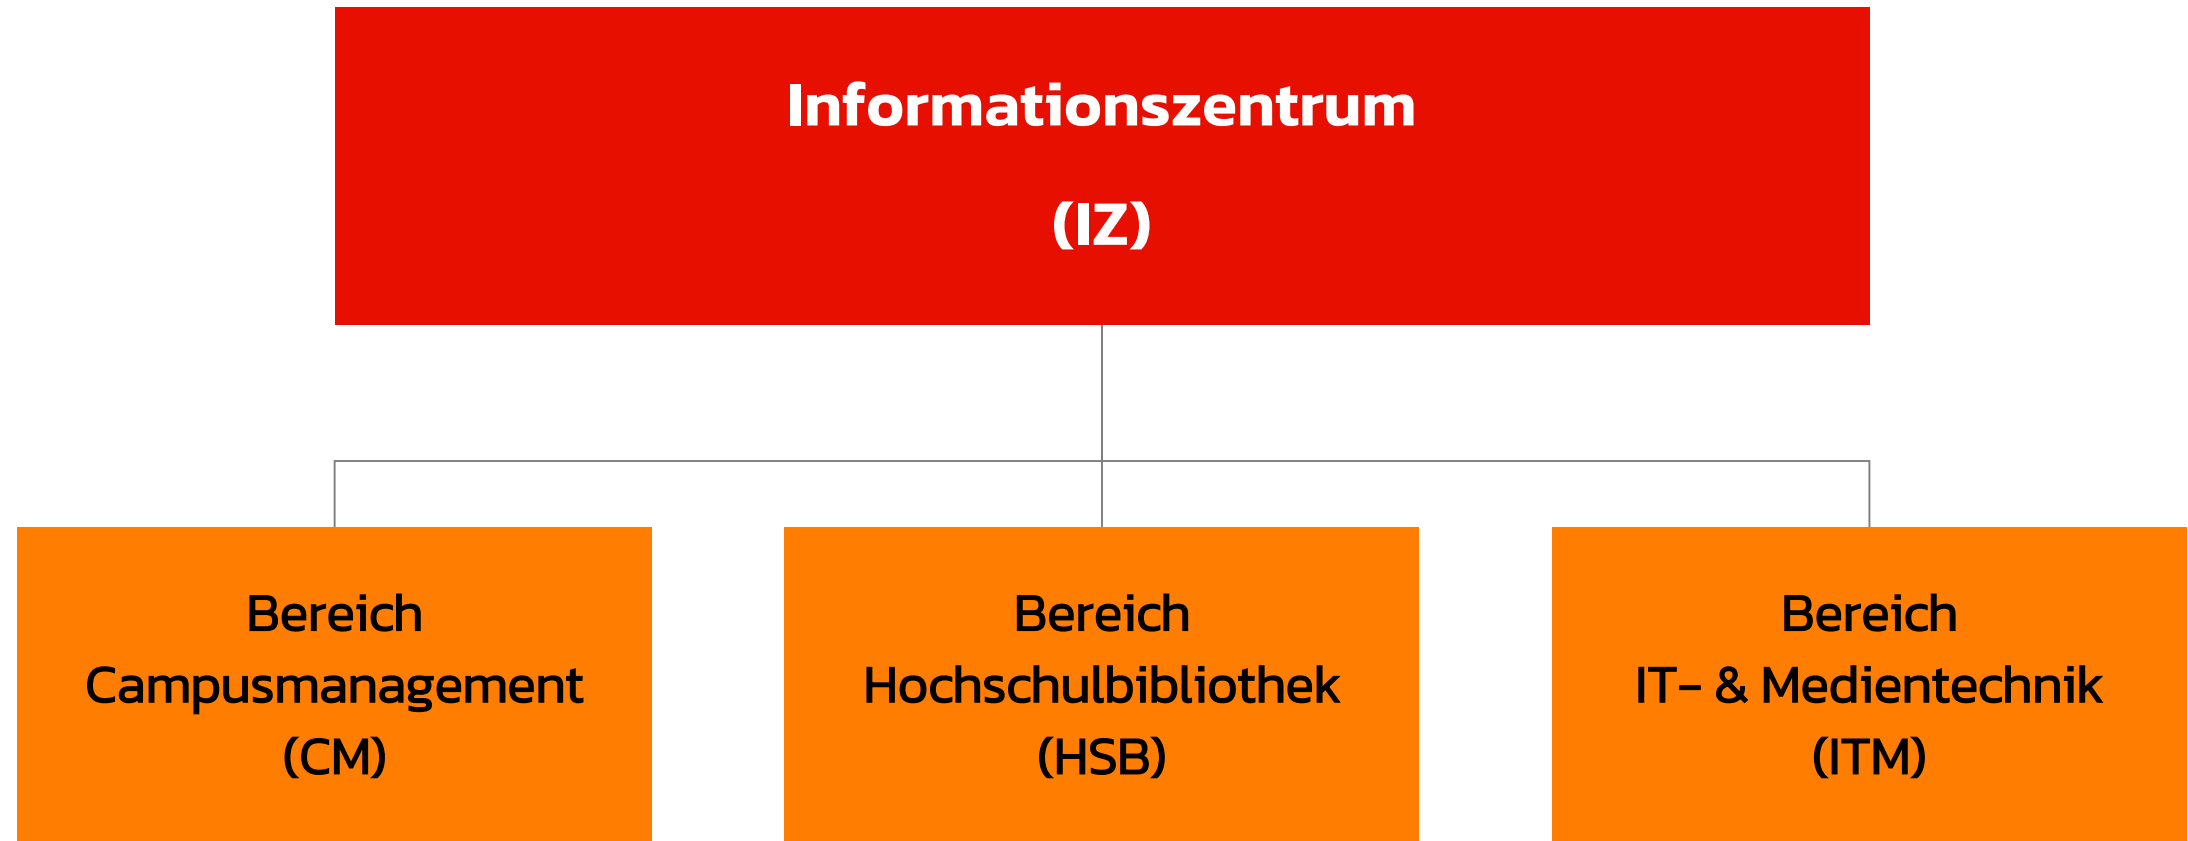 Informationszentrum
(IZ)
Bereich
Campusmanagement
(CM)
Bereich
Hochschulbibliothek
(HSB)
Bereich
IT- & Medientechnik
(ITM)